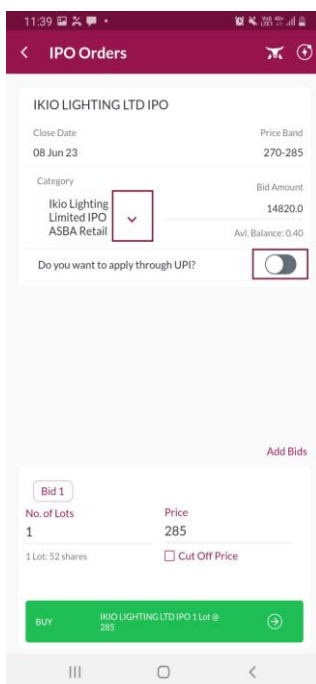 11:39
IPO Orders
IKIO LIGHTING LTD IPO
Close Date Price Band
08 Jun 23 270-285
Category Bid Amount
Ikio Lighting
Limited IPO 14820.0
ASBA Retail Avl. Balance: 0.40
Do you want to apply through UPI?
Add Bids
Bid 1
No. of Lots Price
1 285
1 Lot: 52 shares Cut Off Price
BUY IKIO LIGHTING LTD IPO 1 Lot @
285